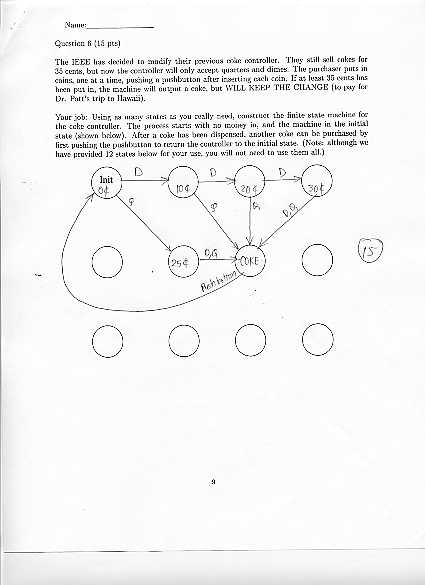 Name:
Question 6 (15 pts)
The IEEE has decided to modify their previous coke controller. They still sell cokes for
35 cents, but now the controller will only accept quarters and dimes. The purchaser puts in
coins, one at a time, pushing a pushbutton after inserting each coin. If at least 35 cents has
been put in, the machine will output a coke, but WILL KEEP THE CHANGE (to pay for
Dr. Patt's trip to Hawaii).
Your job: Using as many states as you really need, construct the finite state machine for
the coke controller. The process starts with no money in, and the machine in the initial
state (shown below). After a coke has been dispensed, another coke can be purchased by
first pushing the pushbutton to return the controller to the initial state. (Note: although we
have provided 12 states below for your use, you will not need to use them all.)
D D D
Init
0¢ 10¢ 20¢ 30¢
Q Q Q D,Q
25¢ D,Q COKE 15
Push button
9